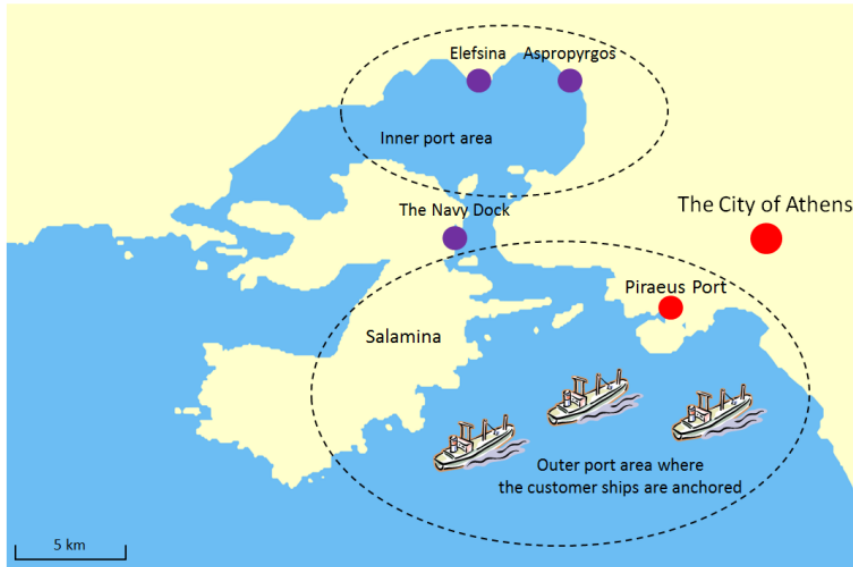 Elefsina
Aspropyrgos
Inner port area
The Navy Dock
The City of Athens
Piraeus Port
Salamina
Outer port area where
the customer ships are anchored
5 km